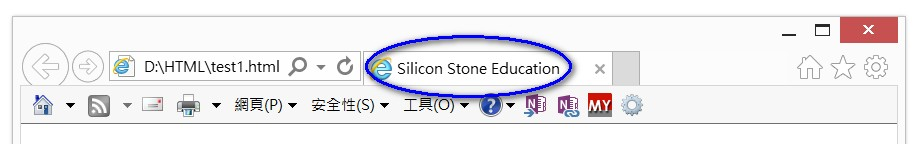 D:\HTML\test1.html
Silicon Stone Education
網頁(P) 安全性(S) 工具(O) ? N N MY